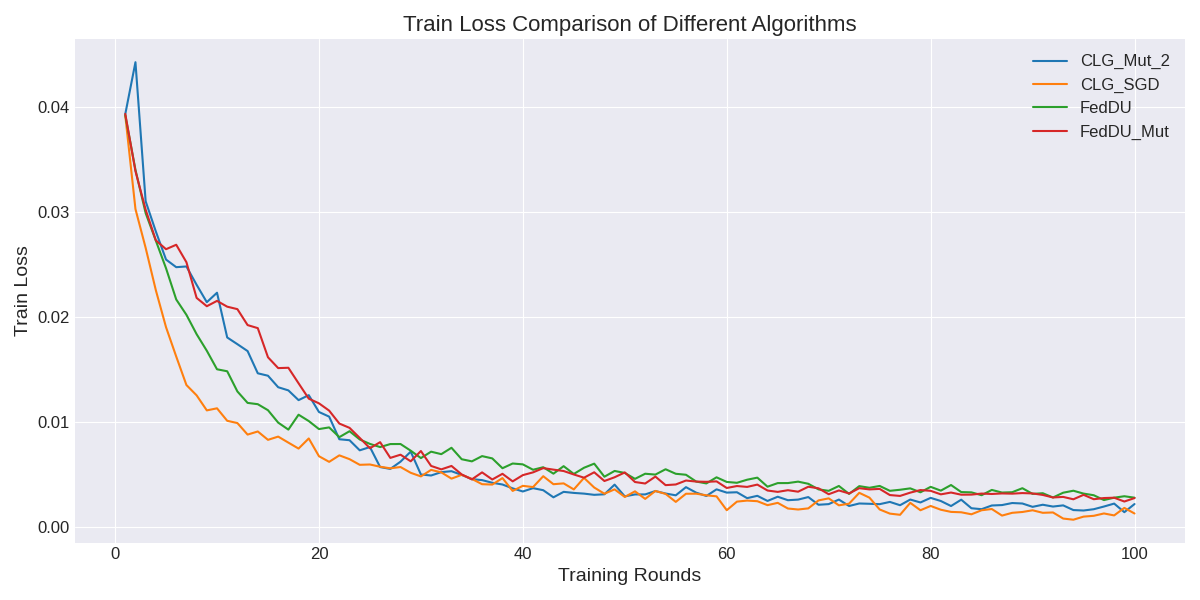 Train Loss Comparison of Different Algorithms
CLG_Mut_2
CLG_SGD
FedDU
FedDU_Mut
Train Loss
0.04
0.03
0.02
0.01
0.00
0
20
40
60
80
100
Training Rounds